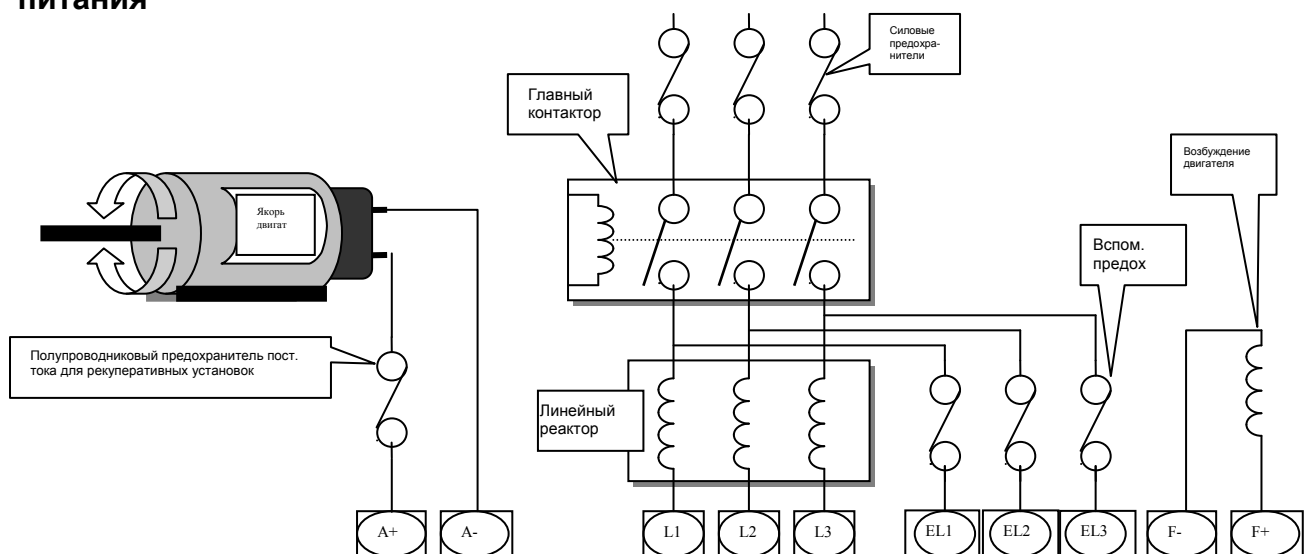 питания
Силовые
предохра-
нители
Главный
контактор
Возбуждение
двигателя
Якорь
двигат
Вспом.
предох
Полупроводниковый предохранитель пост.
тока для рекуперативных установок
Линейный
реактор
A+
A-
L1
L2
L3
EL1
EL2
EL3
F-
F+